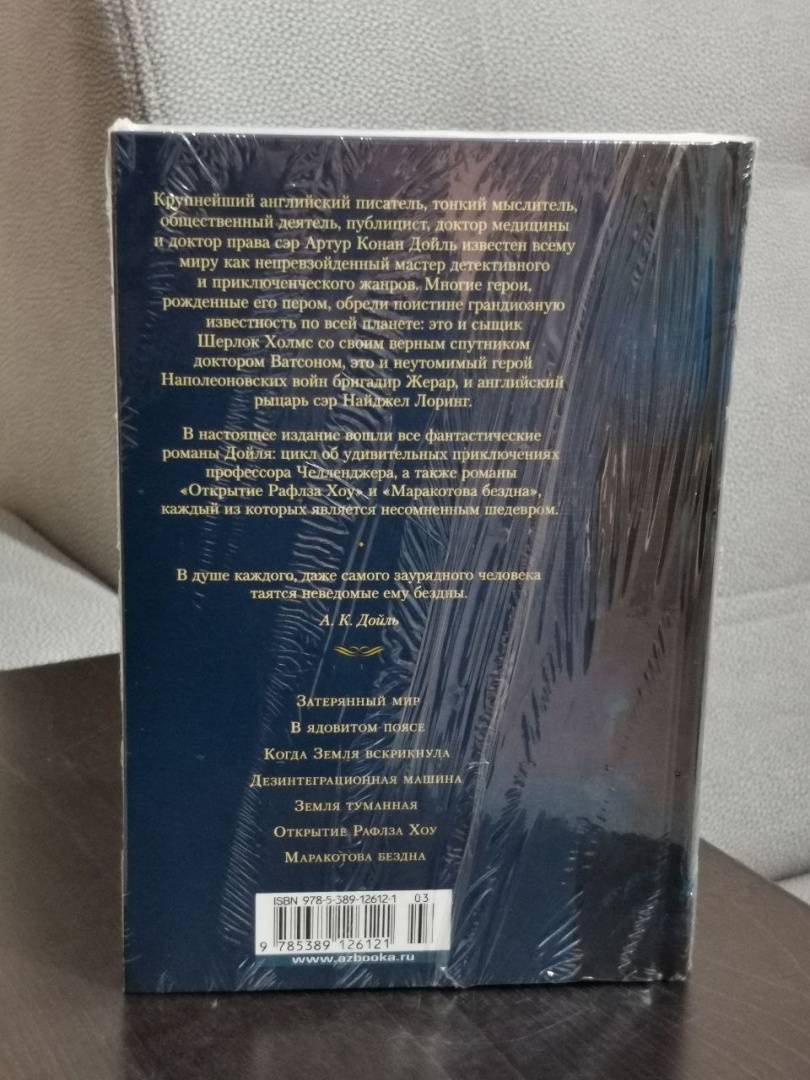 Крупнейший английский писатель, тонкий мыслитель,
общественный деятель, публицист, доктор медицины
и доктор права сэр Артур Конан Дойль известен всему
миру как непревзойденный мастер детективного
и приключенческого жанров. Многие герои,
рожденные его пером, обрели поистине грандиозную
известность по всей планете: это и сыщик
Шерлок Холмс со своим верным спутником
доктором Ватсоном, это и неутомимый герой
Наполеоновских войн бригадир Жерар, и английский
рыцарь сэр Найджел Лоринг.
В настоящее издание вошли все фантастические
романы Дойля: цикл об удивительных приключениях
профессора Челленджера, а также романы
«Открытие Рафлза Хоу» и «Маракотова бездна»,
каждый из которых является несомненным шедевром.
В душе каждого, даже самого заурядного человека
таятся неведомые ему бездны.
А. К. Дойль
Затерянный мир
В ядовитом поясе
Когда Земля вскрикнула
Дезинтеграционная машина
Земля туманная
Открытие Рафлза Хоу
Маракотова бездна
ISBN 978-5-389-12612-1 03
9 785389 126121
www.azbooka.ru